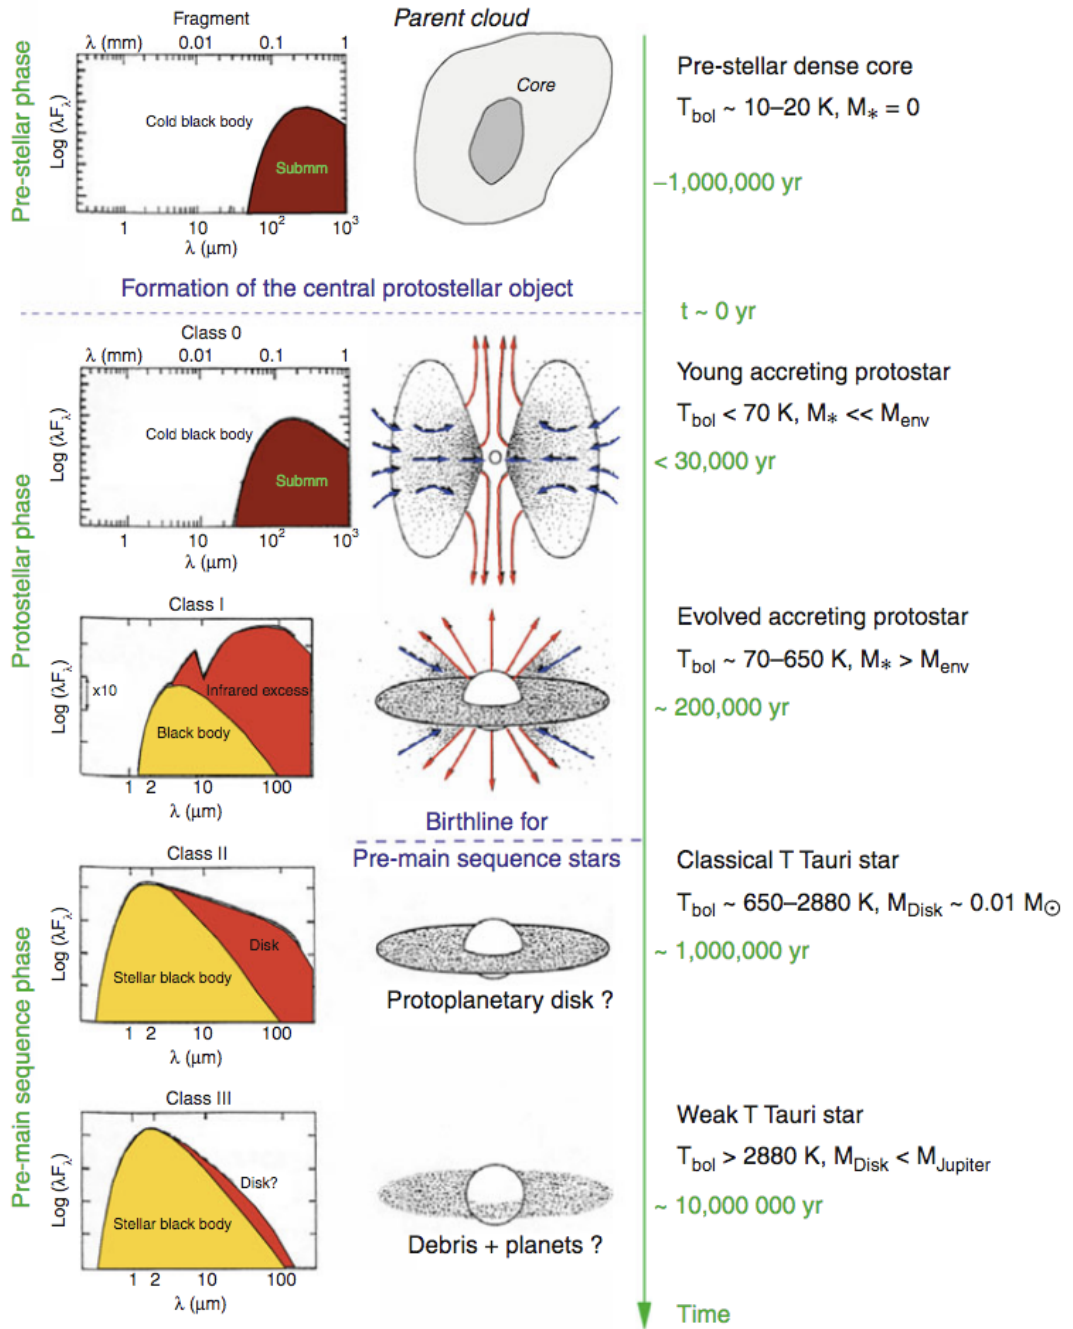 Fragment
λ (mm) 0.01 0.1 1
Log (λF_λ)
Cold black body
Submm
1 10 10² 10³
λ (μm)
Parent cloud
Core
Pre-stellar dense core
T_bol ~ 10–20 K, M_* = 0
–1,000,000 yr
Pre-stellar phase
Formation of the central protostellar object
t ~ 0 yr
Class 0
λ (mm) 0.01 0.1 1
Log (λF_λ)
Cold black body
Submm
1 10 10² 10³
λ (μm)
Young accreting protostar
T_bol < 70 K, M_* << M_env
< 30,000 yr
Protostellar phase
Class I
Log (λF_λ)
x10
Infrared excess
Black body
1 2 10 100
λ (μm)
Evolved accreting protostar
T_bol ~ 70–650 K, M_* > M_env
~ 200,000 yr
Birthline for
Pre-main sequence stars
Class II
Log (λF_λ)
Disk
Stellar black body
1 2 10 100
λ (μm)
Protoplanetary disk ?
Classical T Tauri star
T_bol ~ 650–2880 K, M_Disk ~ 0.01 M_⊙
~ 1,000,000 yr
Pre-main sequence phase
Class III
Log (λF_λ)
Disk?
Stellar black body
1 2 10 100
λ (μm)
Debris + planets ?
Weak T Tauri star
T_bol > 2880 K, M_Disk < M_Jupiter
~ 10,000 000 yr
Time